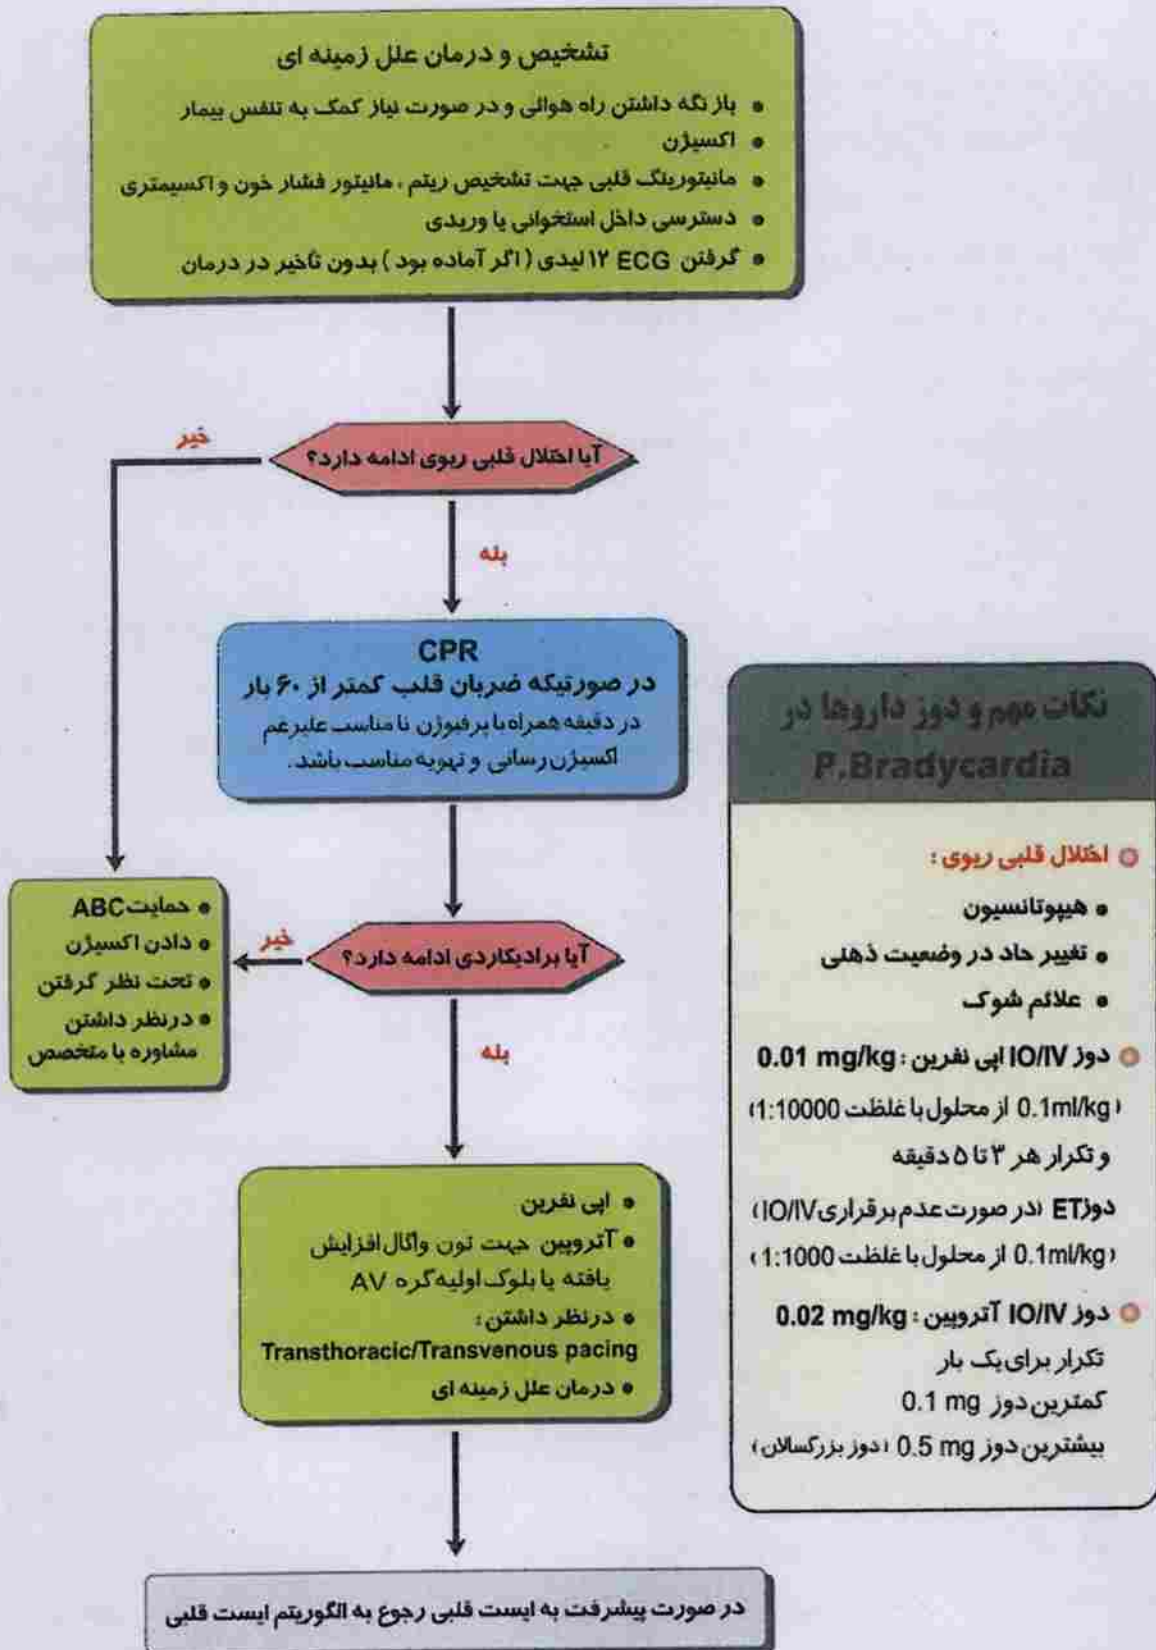 تشخیص و درمان علل زمینه ای
• باز نگه داشتن راه هوائی و در صورت نیاز کمک به تنفس بیمار
• اکسیژن
• مانیتورینگ قلبی جهت تشخیص ریتم ، مانیتور فشار خون و اکسیمتری
• دسترسی داخل استخوانی یا وریدی
• گرفتن ECG ۱۲ لیدی ( اگر آماده بود ) بدون تأخیر در درمان
آیا اختلال قلبی ریوی ادامه دارد؟
خیر
بله
CPR
در صورتیکه ضربان قلب کمتر از ۶۰ بار
در دقیقه همراه با پرفیوژن نا مناسب علیرغم
اکسیژن رسانی و تهویه مناسب باشد.
آیا برادیکاردی ادامه دارد؟
خیر
بله
• حمایت ABC
• دادن اکسیژن
• تحت نظر گرفتن
• درنظر داشتن
مشاوره با متخصص
• اپی نفرین
• آتروپین جهت تون واگال افزایش
یافته یا بلوک اولیه گره AV
• درنظر داشتن :
Transthoracic/Transvenous pacing
• درمان علل زمینه ای
در صورت پیشرفت به ایست قلبی رجوع به الگوریتم ایست قلبی
نکات مهم و دوز داروها در
P.Bradycardia
اختلال قلبی ریوی :
• هیپوتانسیون
• تغییر حاد در وضعیت ذهلی
• علائم شوک
دوز IO/IV اپی نفرین : 0.01 mg/kg
(0.1ml/kg از محلول با غلظت 1:10000)
و تکرار هر ۳ تا ۵ دقیقه
دوز ET (در صورت عدم برقراری IO/IV)
(0.1ml/kg از محلول با غلظت 1:1000)
دوز IO/IV آتروپین : 0.02 mg/kg
تکرار برای یک بار
کمترین دوز 0.1 mg
بیشترین دوز 0.5 mg (دوز بزرگسالان)